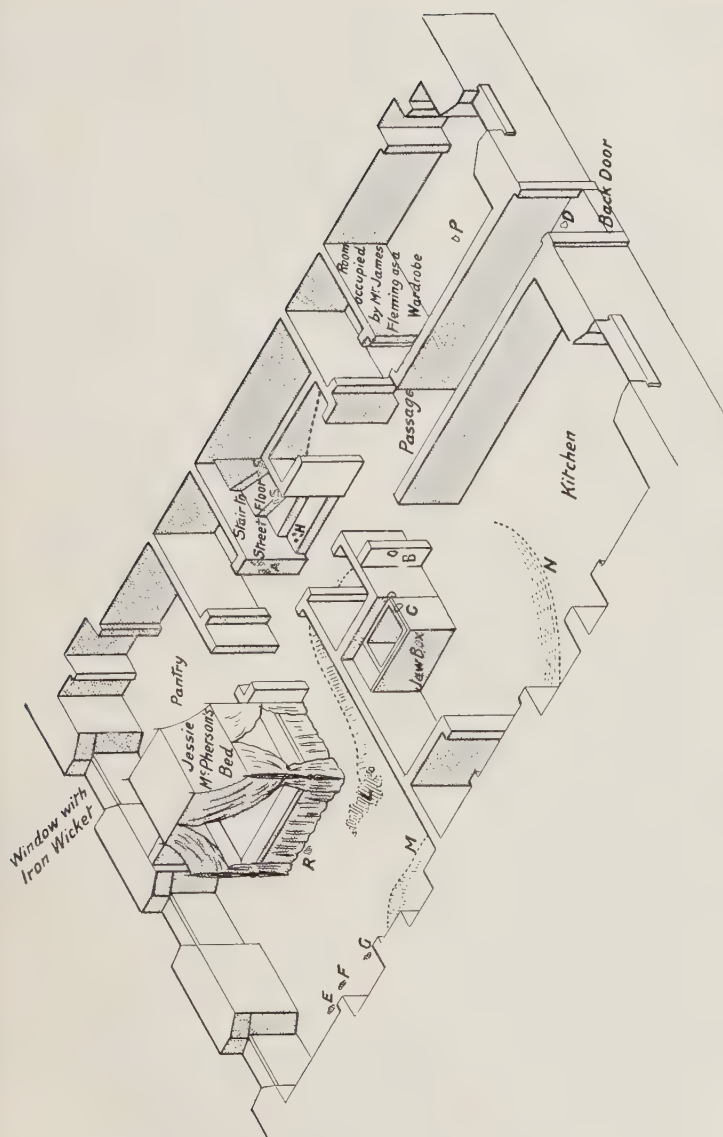 Window with
Iron Wicket
Pantry
Jessie
McPherson's
Bed
Stair to
Street Floor
Room
occupied
by Mr James
Fleming as a
Wardrobe
Passage
Back Door
Kitchen
Jaw Box
A
H
B
C
D
P
R
L
M
N
E
F
G